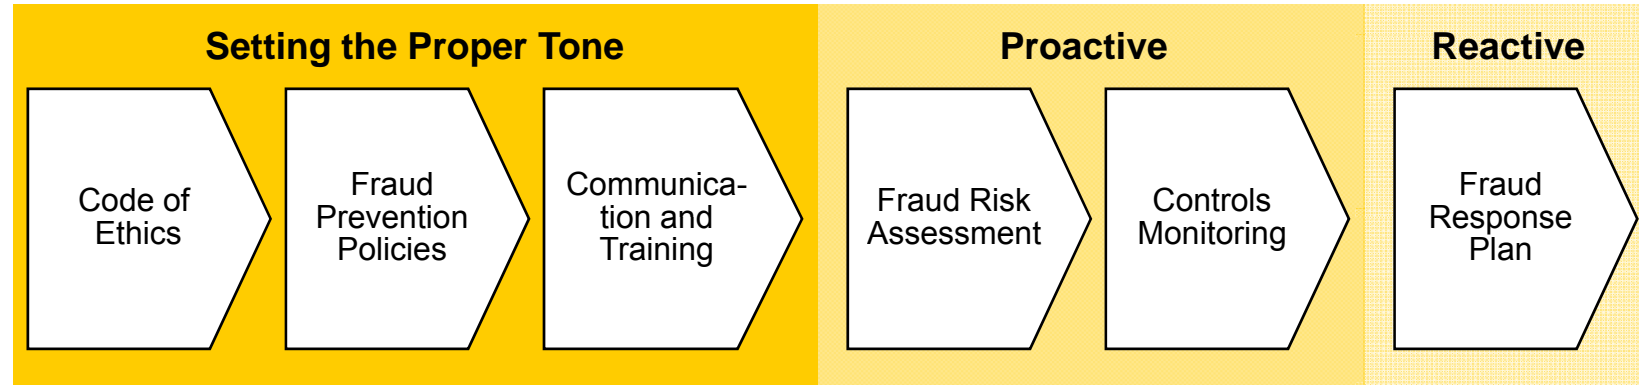 Setting the Proper Tone
Proactive
Reactive
Code of
Ethics
Fraud
Prevention
Policies
Communica-
tion and
Training
Fraud Risk
Assessment
Controls
Monitoring
Fraud
Response
Plan